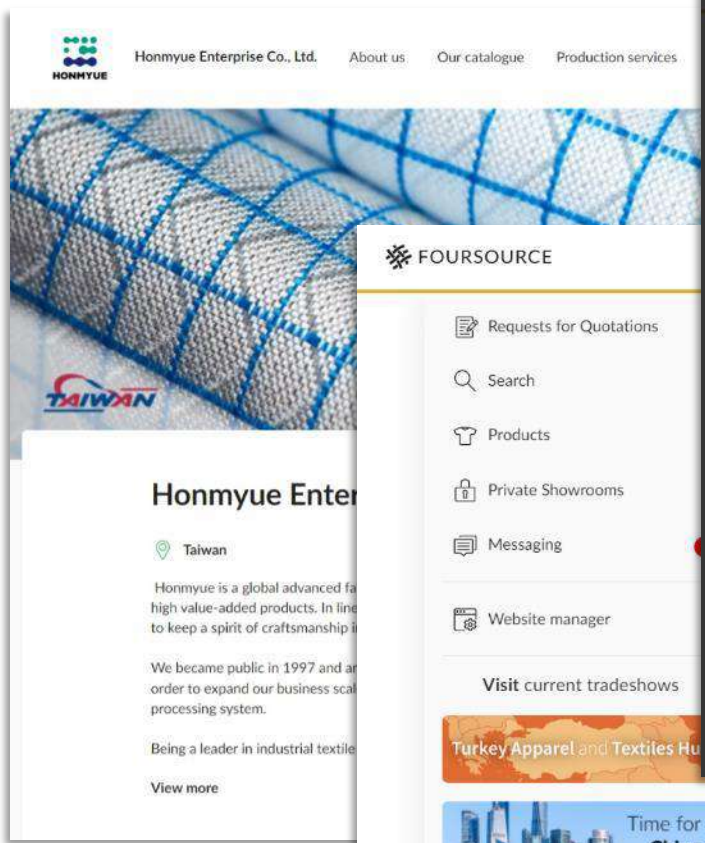 HONMYUE
Honmyue Enterprise Co., Ltd.
About us
Our catalogue
Production services
TAIWAN
Honmyue Enter
Taiwan
Honmyue is a global advanced fa
high value-added products. In line
to keep a spirit of craftsmanship i
We became public in 1997 and ar
order to expand our business scal
processing system.
Being a leader in industrial textile
View more
FOURSOURCE
Requests for Quotations
Search
Products
Private Showrooms
Messaging
Website manager
Visit current tradeshows
Turkey Apparel and Textiles Hu
Time for